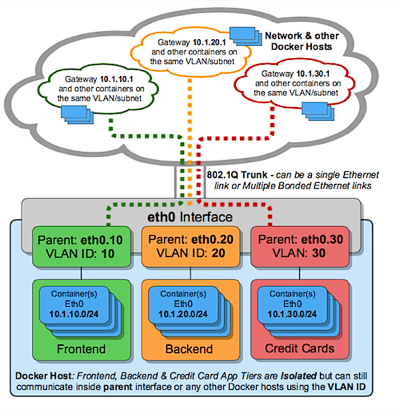 Network & other
Docker Hosts
Gateway 10.1.20.1
and other containers on
the same VLAN/subnet
Gateway 10.1.10.1
and other containers on
the same VLAN/subnet
Gateway 10.1.30.1
and other containers on
the same VLAN/subnet
802.1Q Trunk - can be a single Ethernet
link or Multiple Bonded Ethernet links
eth0 Interface
Parent: eth0.10
VLAN ID: 10
Parent: eth0.20
VLAN ID: 20
Parent: eth0.30
VLAN: 30
Container(s)
Eth0
10.1.10.0/24
Container(s)
Eth0
10.1.20.0/24
Container(s)
Eth0
10.1.30.0/24
Frontend
Backend
Credit Cards
Docker Host: Frontend, Backend & Credit Card App Tiers are Isolated but can still
communicate inside parent interface or any other Docker hosts using the VLAN ID